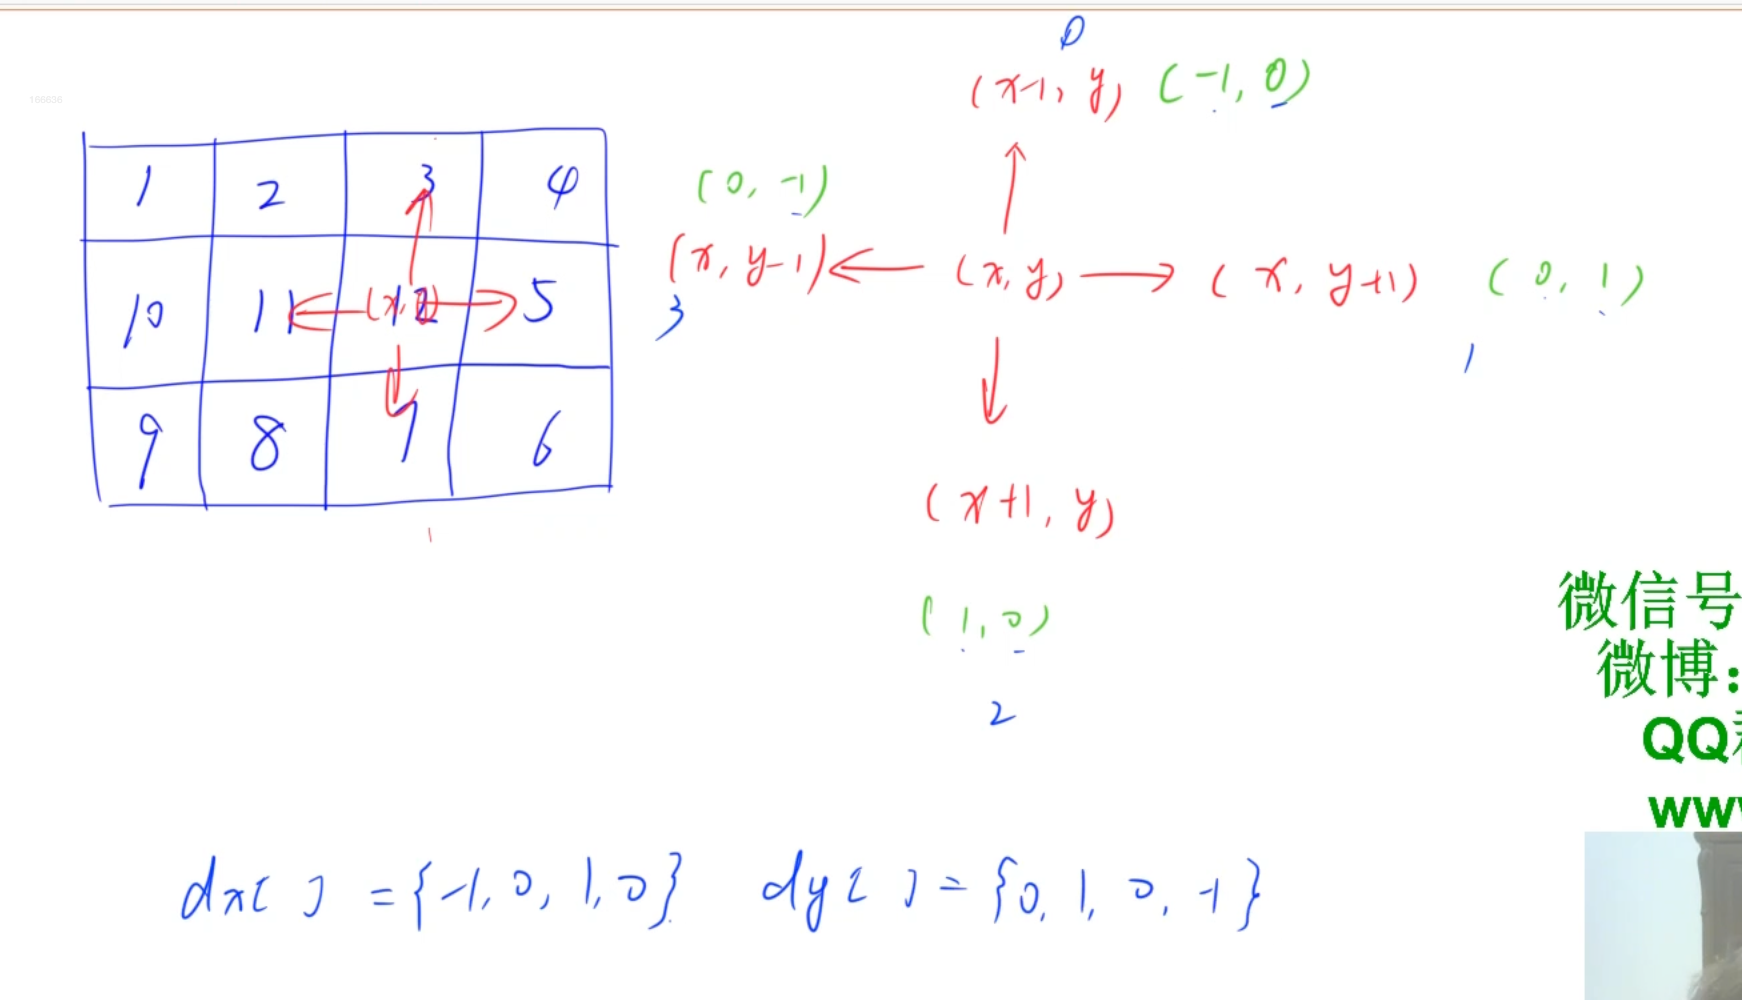 0
(x-1, y) (-1, 0)
168836
1 2 3 4
(0, -1)
(x, y-1) (x, y) (x, y+1) (0, 1)
10 11 (x, y) 12 5
3
1
9 8 7 6
(x+1, y)
(1, 0)
微信号
微博:
2
QQ
www
dx[ ] = {-1, 0, 1, 0} dy[ ] = {0, 1, 0, -1}